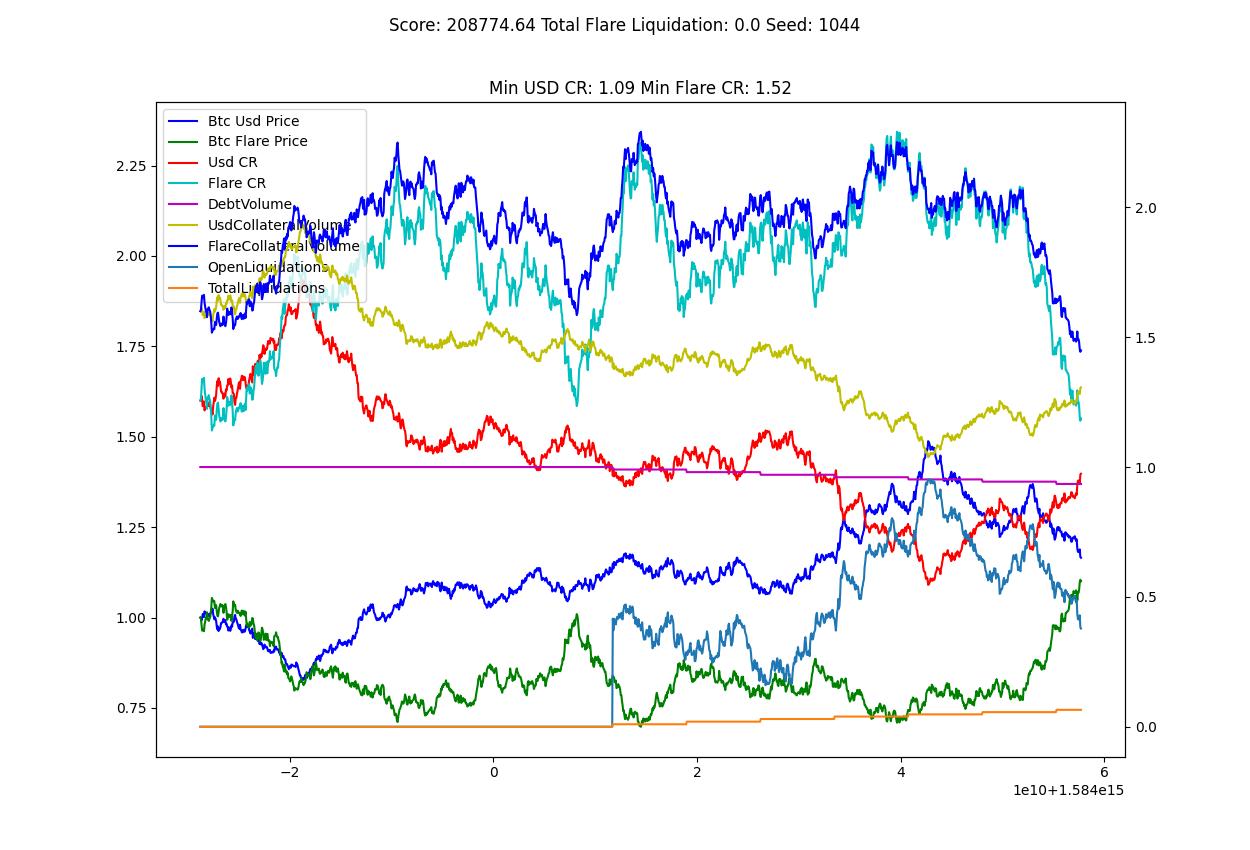 Score: 208774.64 Total Flare Liquidation: 0.0 Seed: 1044
Min USD CR: 1.09 Min Flare CR: 1.52
Btc Usd Price
Btc Flare Price
Usd CR
Flare CR
DebtVolume
UsdCollateralVolume
FlareCollateralVolume
OpenLiquidations
TotalLiquidations
2.25
2.00
1.75
1.50
1.25
1.00
0.75
2.0
1.5
1.0
0.5
0.0
−2 0 2 4 6
1e10+1.584e15